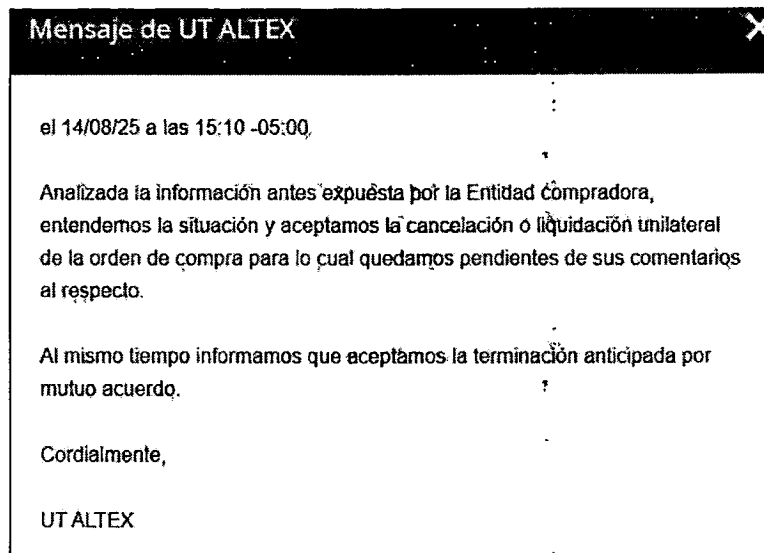 Mensaje de UT ALTEX
el 14/08/25 a las 15:10 -05:00,
Analizada la información antes expuesta por la Entidad compradora,
entendemos la situación y aceptamos la cancelación o liquidación unilateral
de la orden de compra para lo cual quedamos pendientes de sus comentarios
al respecto.
Al mismo tiempo informamos que aceptamos la terminación anticipada por
mutuo acuerdo.
Cordialmente,
UT ALTEX